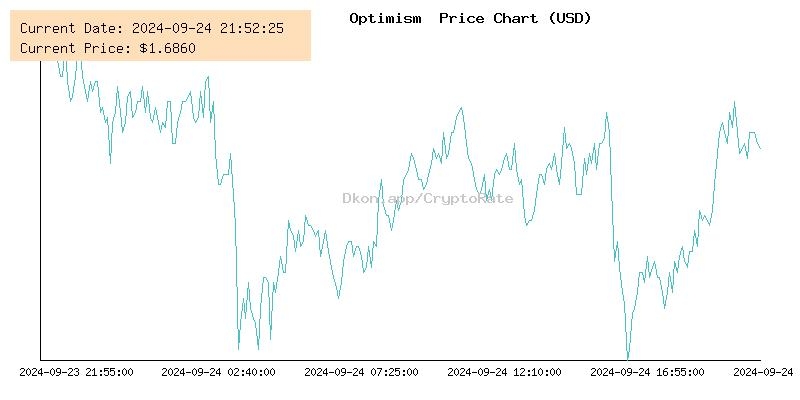 Optimism  Price Chart (USD)
Current Date: 2024-09-24 21:52:25
Current Price: $1.6860
Dkon.app/CryptoRate
2024-09-23 21:55:00 2024-09-24 02:40:00 2024-09-24 07:25:00 2024-09-24 12:10:00 2024-09-24 16:55:00 2024-09-24